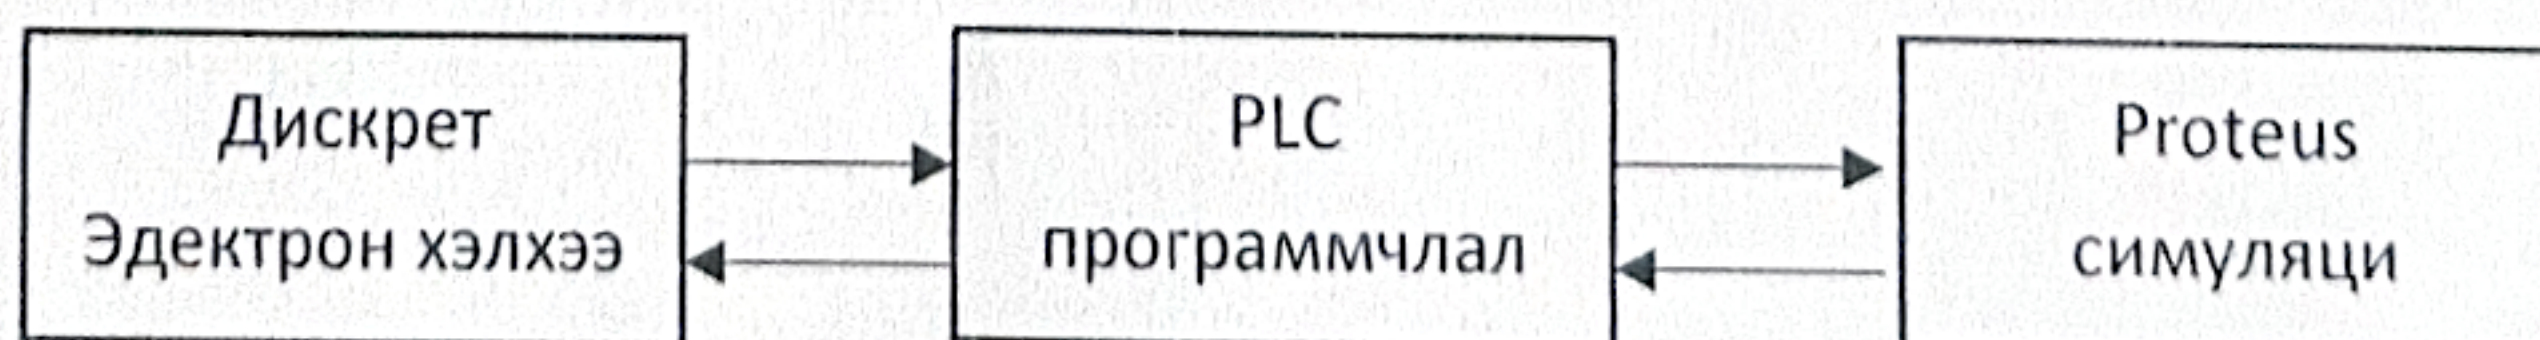 Дискрет
Эдектрон хэлхээ
PLC
программчлал
Proteus
симуляци